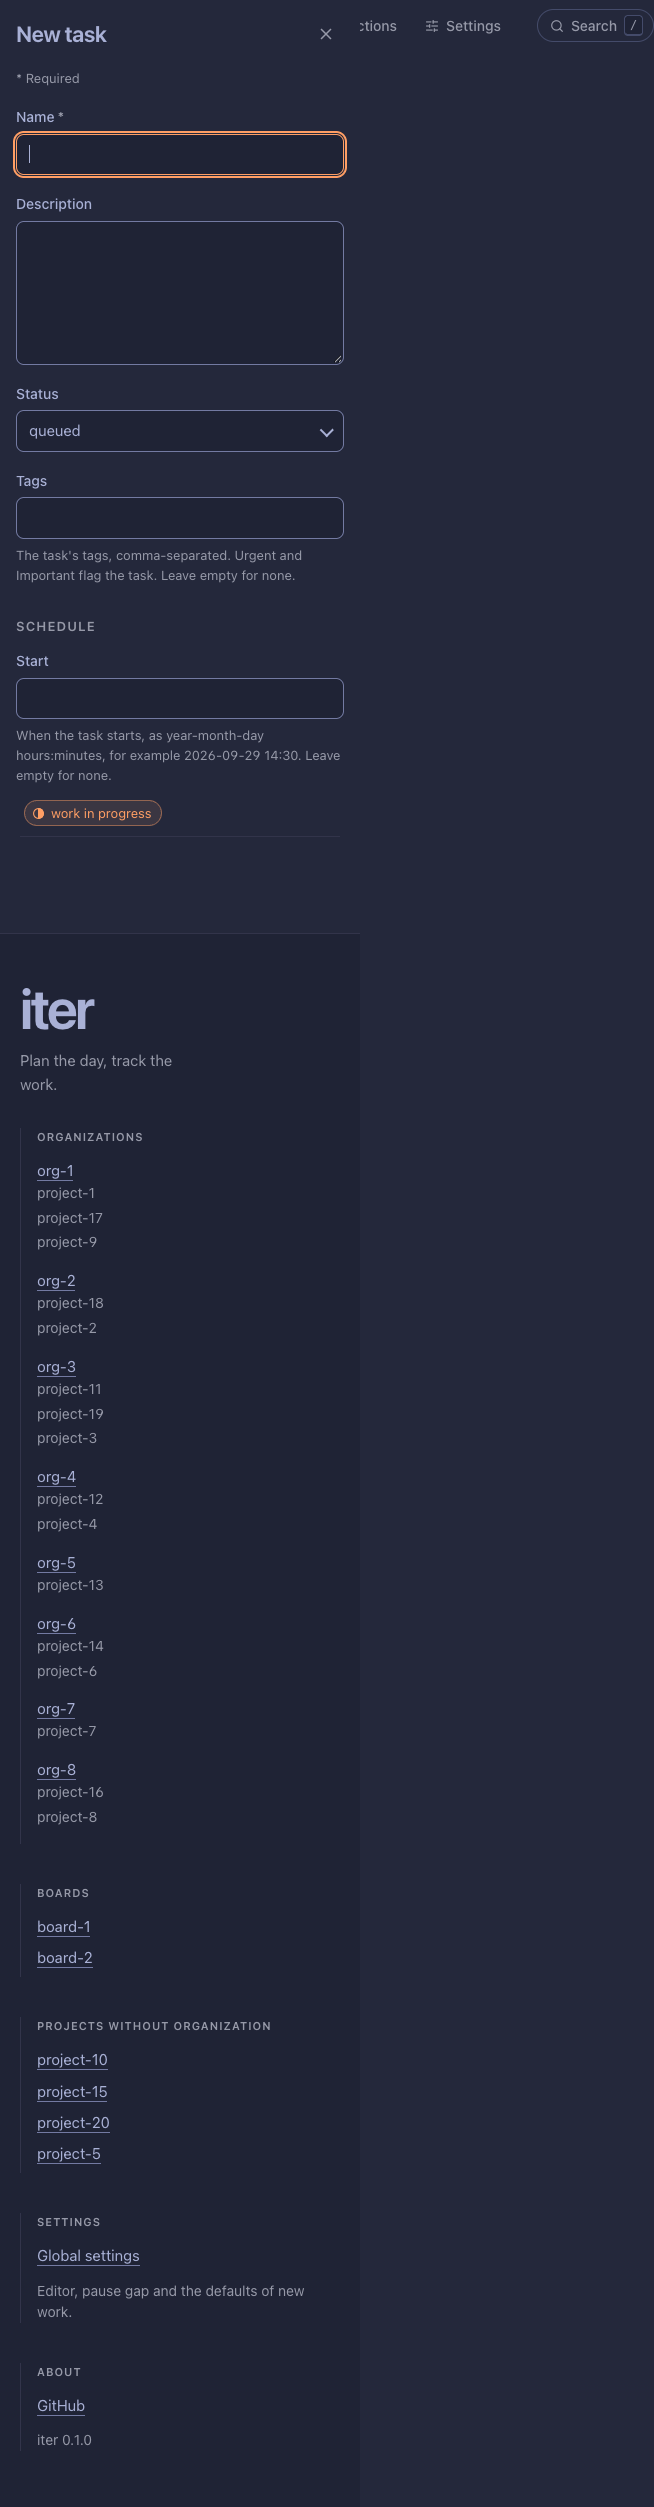 New task
ctions
Settings
Search /
* Required
Name *
Description
Status
queued
Tags
The task's tags, comma-separated. Urgent and
Important flag the task. Leave empty for none.
SCHEDULE
Start
When the task starts, as year-month-day
hours:minutes, for example 2026-09-29 14:30. Leave
empty for none.
work in progress
iter
Plan the day, track the
work.
ORGANIZATIONS
org-1
project-1
project-17
project-9
org-2
project-18
project-2
org-3
project-11
project-19
project-3
org-4
project-12
project-4
org-5
project-13
org-6
project-14
project-6
org-7
project-7
org-8
project-16
project-8
BOARDS
board-1
board-2
PROJECTS WITHOUT ORGANIZATION
project-10
project-15
project-20
project-5
SETTINGS
Global settings
Editor, pause gap and the defaults of new
work.
ABOUT
GitHub
iter 0.1.0